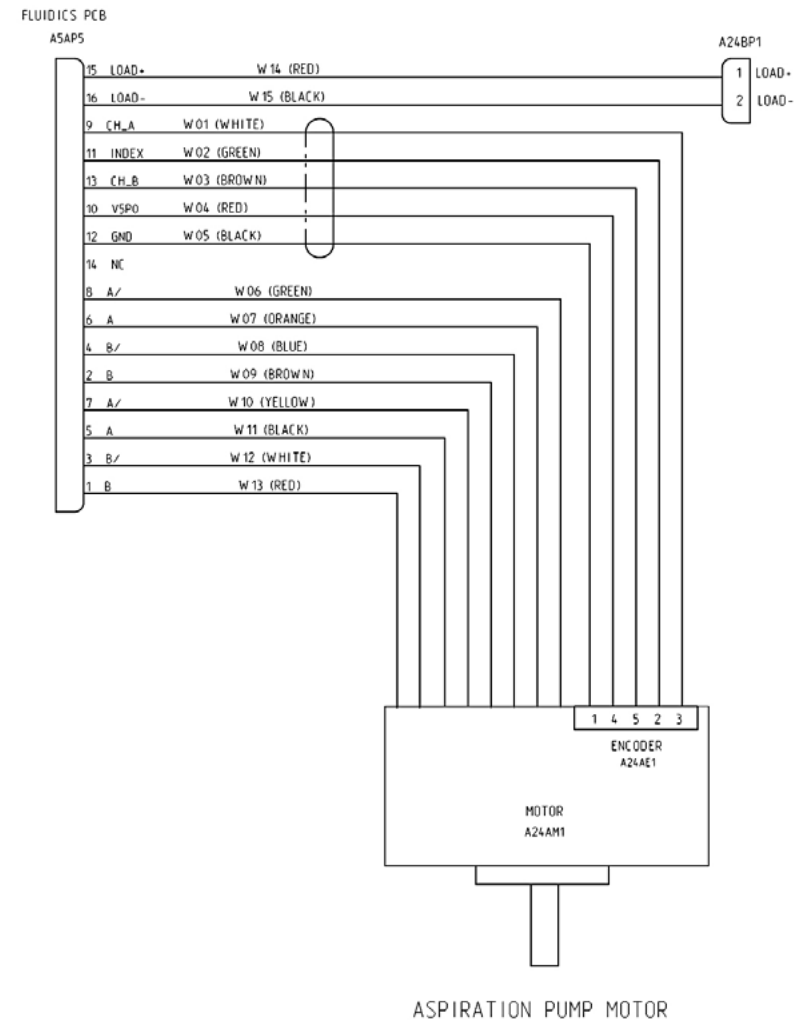 FLUIDICS PCB
A5AP5
A24BP1
15 LOAD+ W14 (RED) 1 LOAD+
16 LOAD- W15 (BLACK) 2 LOAD-
9 CH_A W01 (WHITE)
11 INDEX W02 (GREEN)
13 CH_B W03 (BROWN)
10 V5P0 W04 (RED)
12 GND W05 (BLACK)
14 NC
8 A/ W06 (GREEN)
6 A W07 (ORANGE)
4 B/ W08 (BLUE)
2 B W09 (BROWN)
7 A/ W10 (YELLOW)
5 A W11 (BLACK)
3 B/ W12 (WHITE)
1 B W13 (RED)
1 4 5 2 3
ENCODER
A24AE1
MOTOR
A24AM1
ASPIRATION PUMP MOTOR